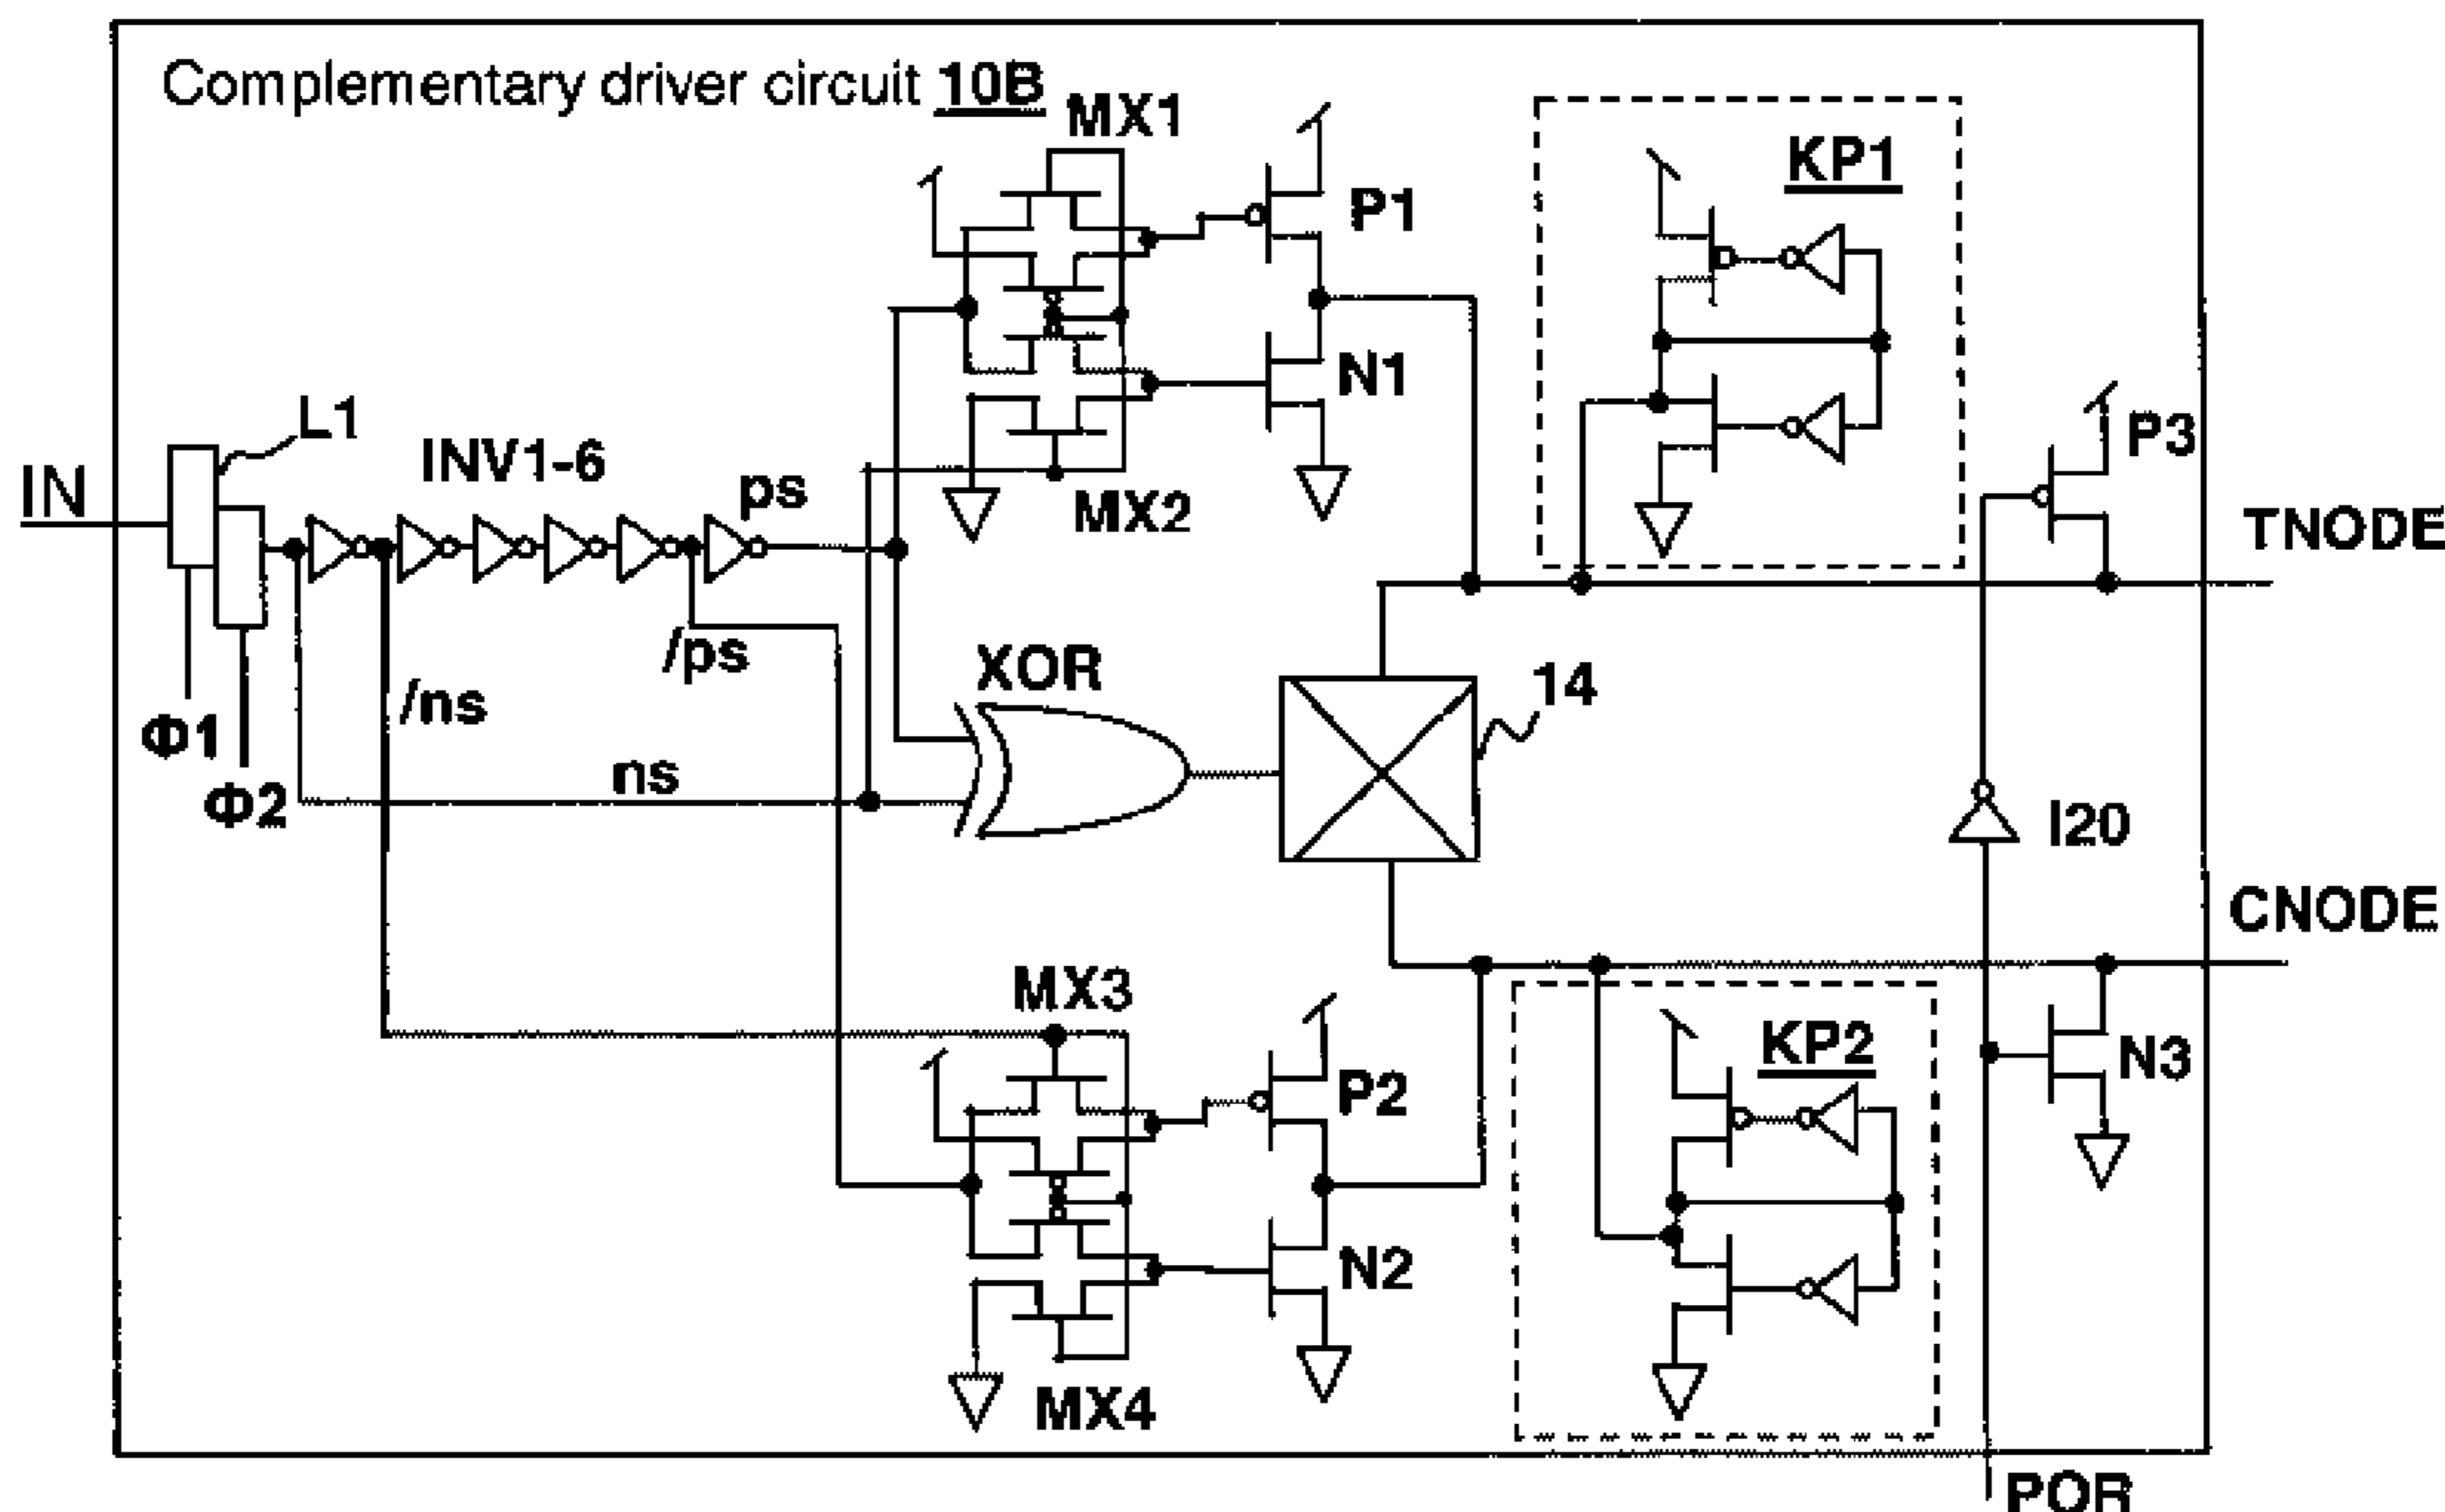 Complementary driver circuit 10B
MX1
P1
KP1
N1
P3
L1
INV1-6
IN
ps
MX2
TNODE
/ps
XOR
14
/ns
Φ1
ns
Φ2
I20
CNODE
MX3
KP2
P2
N3
N2
MX4
POR